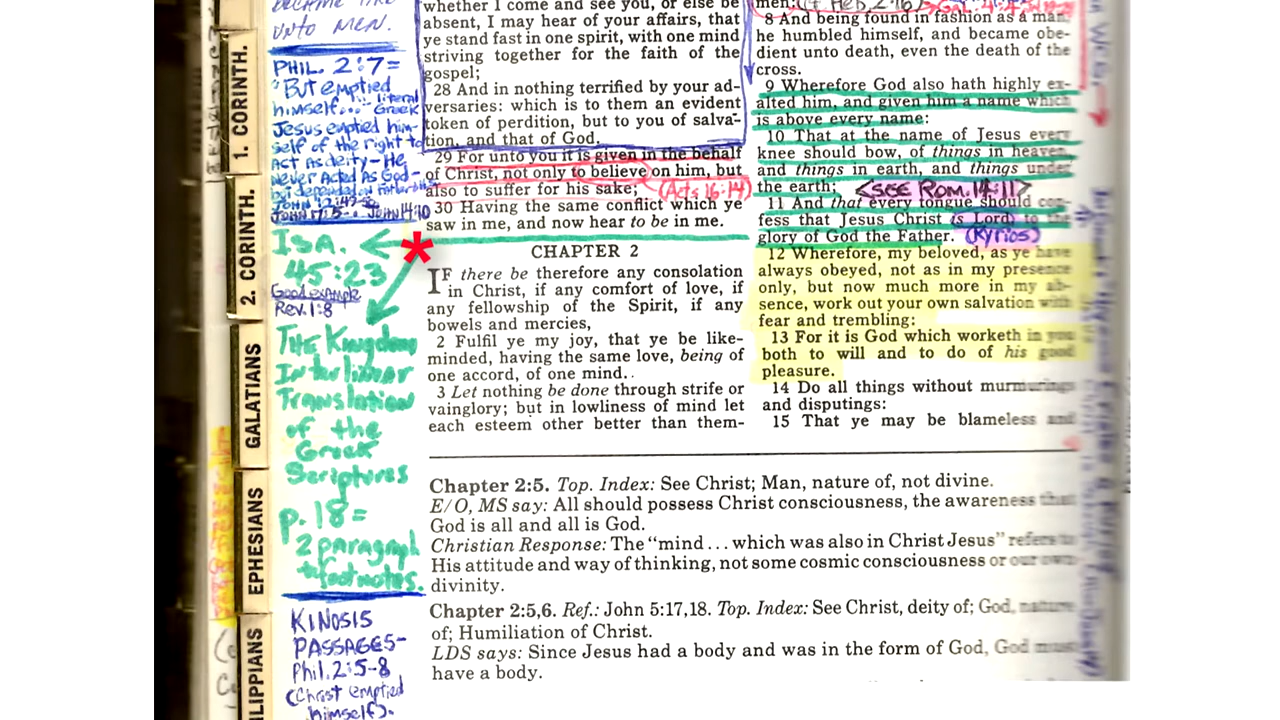 BECAME LIKE
UNTO MEN.
PHIL. 2:7=
"But emptied
himself..." literal
Greek
Jesus emptied him-
self of the right to
Act As deity - He
never Acted As God-
JOHN 17:5 JOHN 14:10
ISA.
45:23
Good example
Rev. 1:8
THE Kingdom
Interlinear
Translation
of the
Greek
Scriptures
p. 18=
2 paragraph
footnotes.
KINOSIS
PASSAGES-
Phil. 2:5-8
(Christ emptied
himself).
1. CORINTH.
2. CORINTH.
GALATIANS
EPHESIANS
ILIPPIANS
whether I come and see you, or else be
absent, I may hear of your affairs, that
ye stand fast in one spirit, with one mind
striving together for the faith of the
gospel;
28 And in nothing terrified by your ad-
versaries: which is to them an evident
token of perdition, but to you of salva-
tion, and that of God.
29 For unto you it is given in the behalf
of Christ, not only to believe on him, but
also to suffer for his sake; (Acts 16:14)
30 Having the same conflict which ye
saw in me, and now hear to be in me.
*
CHAPTER 2
IF there be therefore any consolation
in Christ, if any comfort of love, if
any fellowship of the Spirit, if any
bowels and mercies,
2 Fulfil ye my joy, that ye be like-
minded, having the same love, being of
one accord, of one mind.
3 Let nothing be done through strife or
vainglory; but in lowliness of mind let
each esteem other better than them-
men:
8 And being found in fashion as a man,
he humbled himself, and became obe-
dient unto death, even the death of the
cross.
9 Wherefore God also hath highly ex-
alted him, and given him a name which
is above every name:
10 That at the name of Jesus every
knee should bow, of things in heaven,
and things in earth, and things under
the earth; <SEE Rom. 14:11>
11 And that every tongue should con-
fess that Jesus Christ is Lord, to the
glory of God the Father. (Kyrios)
12 Wherefore, my beloved, as ye have
always obeyed, not as in my presence
only, but now much more in my ab-
sence, work out your own salvation with
fear and trembling:
13 For it is God which worketh in you
both to will and to do of his good
pleasure.
14 Do all things without murmurings
and disputings:
15 That ye may be blameless and
Chapter 2:5. Top. Index: See Christ; Man, nature of, not divine.
E/O, MS say: All should possess Christ consciousness, the awareness that
God is all and all is God.
Christian Response: The "mind...which was also in Christ Jesus" refers to
His attitude and way of thinking, not some cosmic consciousness or our own
divinity.
Chapter 2:5,6. Ref.: John 5:17,18. Top. Index: See Christ, deity of; God, nature
of; Humiliation of Christ.
LDS says: Since Jesus had a body and was in the form of God, God must
have a body.